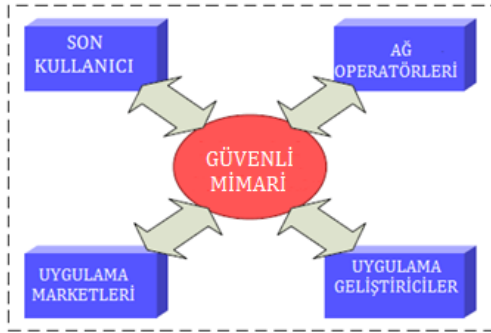 SON
KULLANICI
AĞ
OPERATÖRLERİ
GÜVENLİ
MİMARİ
UYGULAMA
MARKETLERİ
UYGULAMA
GELİŞTİRİCİLER